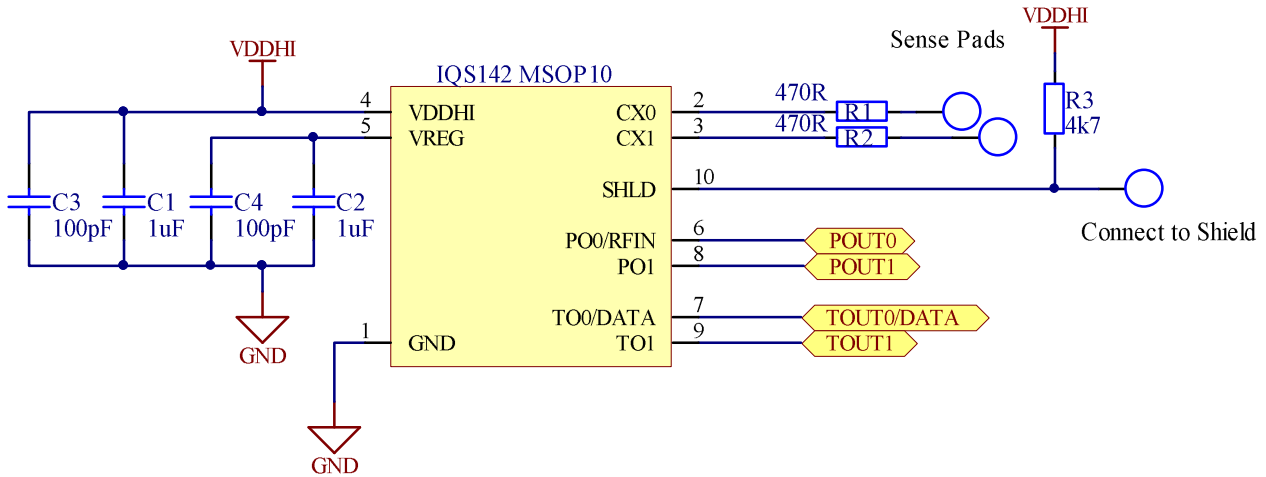 VDDHI
Sense Pads
VDDHI
IQS142 MSOP10
4 VDDHI
5 VREG
CX0 2 470R R1
CX1 3 470R R2
R3
4k7
SHLD 10
C3
100pF
C1
1uF
C4
100pF
C2
1uF
Connect to Shield
PO0/RFIN 6 POUT0
PO1 8 POUT1
TO0/DATA 7 TOUT0/DATA
1 GND
TO1 9 TOUT1
GND
GND